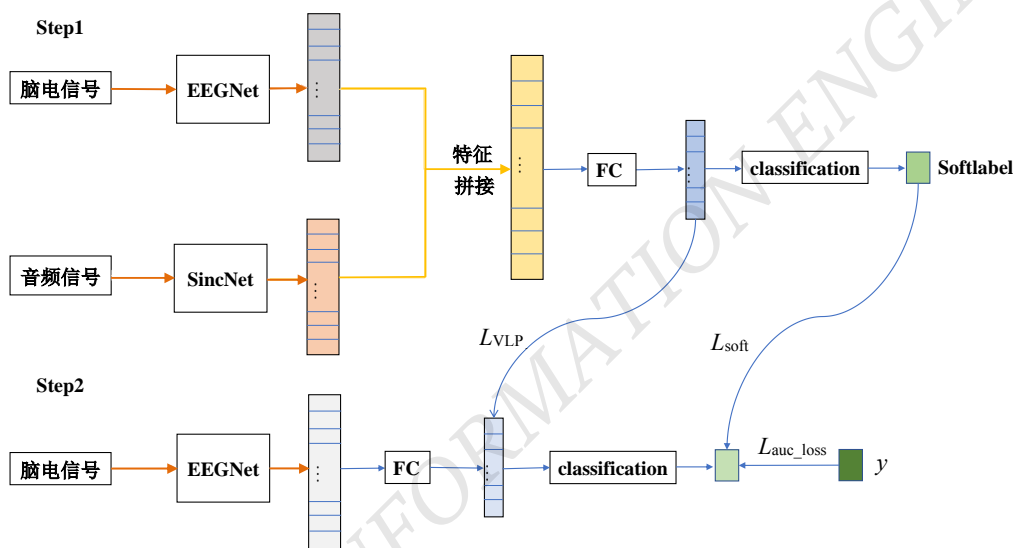 Step1
脑电信号
EEGNet
特征
拼接
FC
classification
Softlabel
音频信号
SincNet
L_VLP
L_soft
Step2
脑电信号
EEGNet
FC
classification
L_auc_loss
y
INFORMATION ENGI